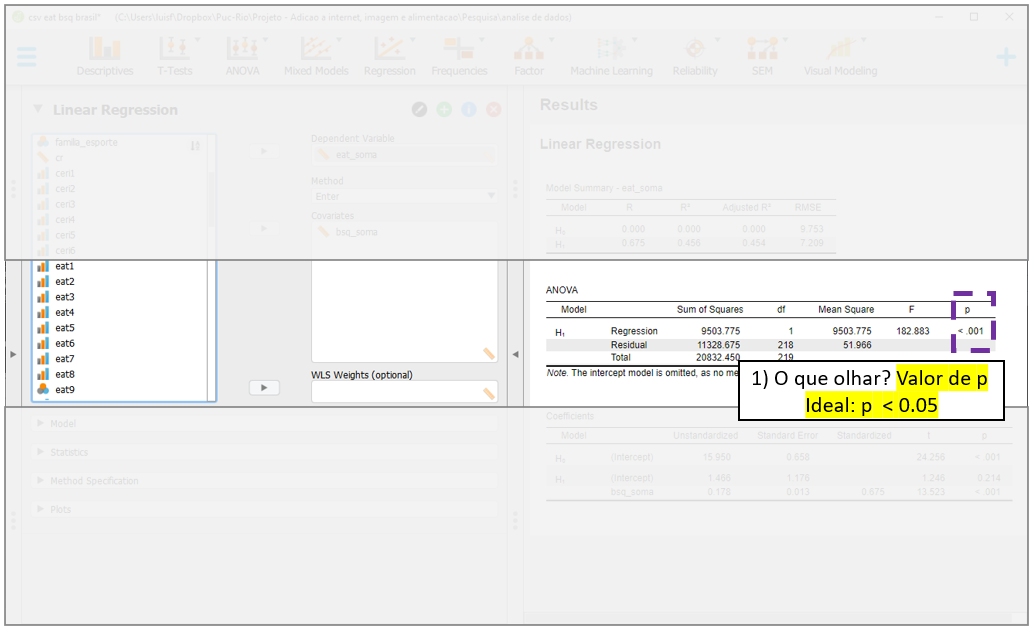 csv eat bsq brasil* (C:\Users\luisf\Dropbox\Puc-Rio\Projeto - Adicao a internet, imagem e alimentacao\Pesquisa\analise de dados)
Descriptives T-Tests ANOVA Mixed Models Regression Frequencies Factor Machine Learning Reliability SEM Visual Modeling
Linear Regression
familia_esporte
cr
ceri1
ceri2
ceri3
ceri4
ceri5
ceri6
eat1
eat2
eat3
eat4
eat5
eat6
eat7
eat8
eat9
Dependent Variable
eat_soma
Method
Enter
Covariates
bsq_soma
WLS Weights (optional)
Model
Statistics
Method Specification
Plots
Results
Linear Regression
Model Summary - eat_soma
Model R R² Adjusted R² RMSE
H₀ 0.000 0.000 0.000 9.753
H₁ 0.675 0.456 0.454 7.209
ANOVA
Model Sum of Squares df Mean Square F p
H₁ Regression 9503.775 1 9503.775 182.883 < .001
Residual 11328.675 218 51.966
Total 20832.450 219
Note. The intercept model is omitted, as no me
1) O que olhar? Valor de p
Ideal: p < 0.05
Coefficients
Model Unstandardized Standard Error Standardized t p
H₀ (Intercept) 15.950 0.658 24.256 < .001
H₁ (Intercept) 1.466 1.176 1.246 0.214
bsq_soma 0.178 0.013 0.675 13.523 < .001